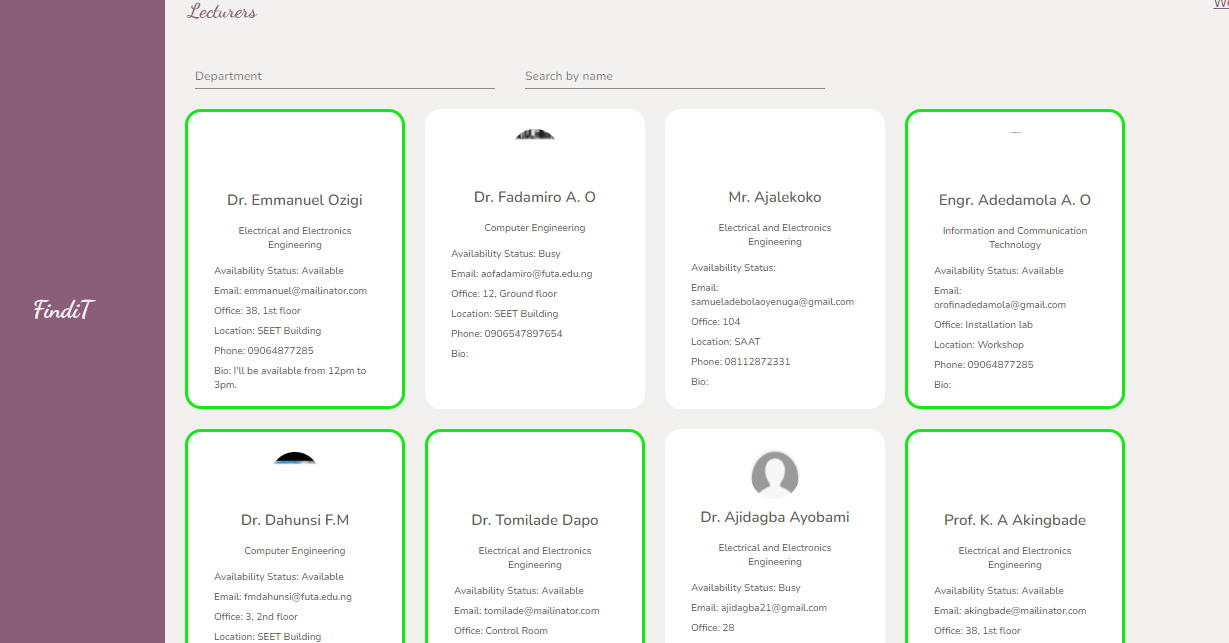 Lecturers
Department
Search by name
FindiT
Dr. Emmanuel Ozigi
Electrical and Electronics
Engineering
Availability Status: Available
Email: emmanuel@mailinator.com
Office: 38, 1st floor
Location: SEET Building
Phone: 09064877285
Bio: I'll be available from 12pm to
3pm.
Dr. Fadamiro A. O
Computer Engineering
Availability Status: Busy
Email: aofadamiro@futa.edu.ng
Office: 12, Ground floor
Location: SEET Building
Phone: 0906547897654
Bio:
Mr. Ajalekoko
Electrical and Electronics
Engineering
Availability Status:
Email:
samueladebolaoyenuga@gmail.com
Office: 104
Location: SAAT
Phone: 08112872331
Bio:
Engr. Adedamola A. O
Information and Communication
Technology
Availability Status: Available
Email:
orofinadedamola@gmail.com
Office: Installation lab
Location: Workshop
Phone: 09064877285
Bio:
Dr. Dahunsi F.M
Computer Engineering
Availability Status: Available
Email: fmdahunsi@futa.edu.ng
Office: 3, 2nd floor
Location: SEET Building
Dr. Tomilade Dapo
Electrical and Electronics
Engineering
Availability Status: Available
Email: tomilade@mailinator.com
Office: Control Room
Dr. Ajidagba Ayobami
Electrical and Electronics
Engineering
Availability Status: Busy
Email: ajidagba21@gmail.com
Office: 28
Prof. K. A Akingbade
Electrical and Electronics
Engineering
Availability Status: Available
Email: akingbade@mailinator.com
Office: 38, 1st floor